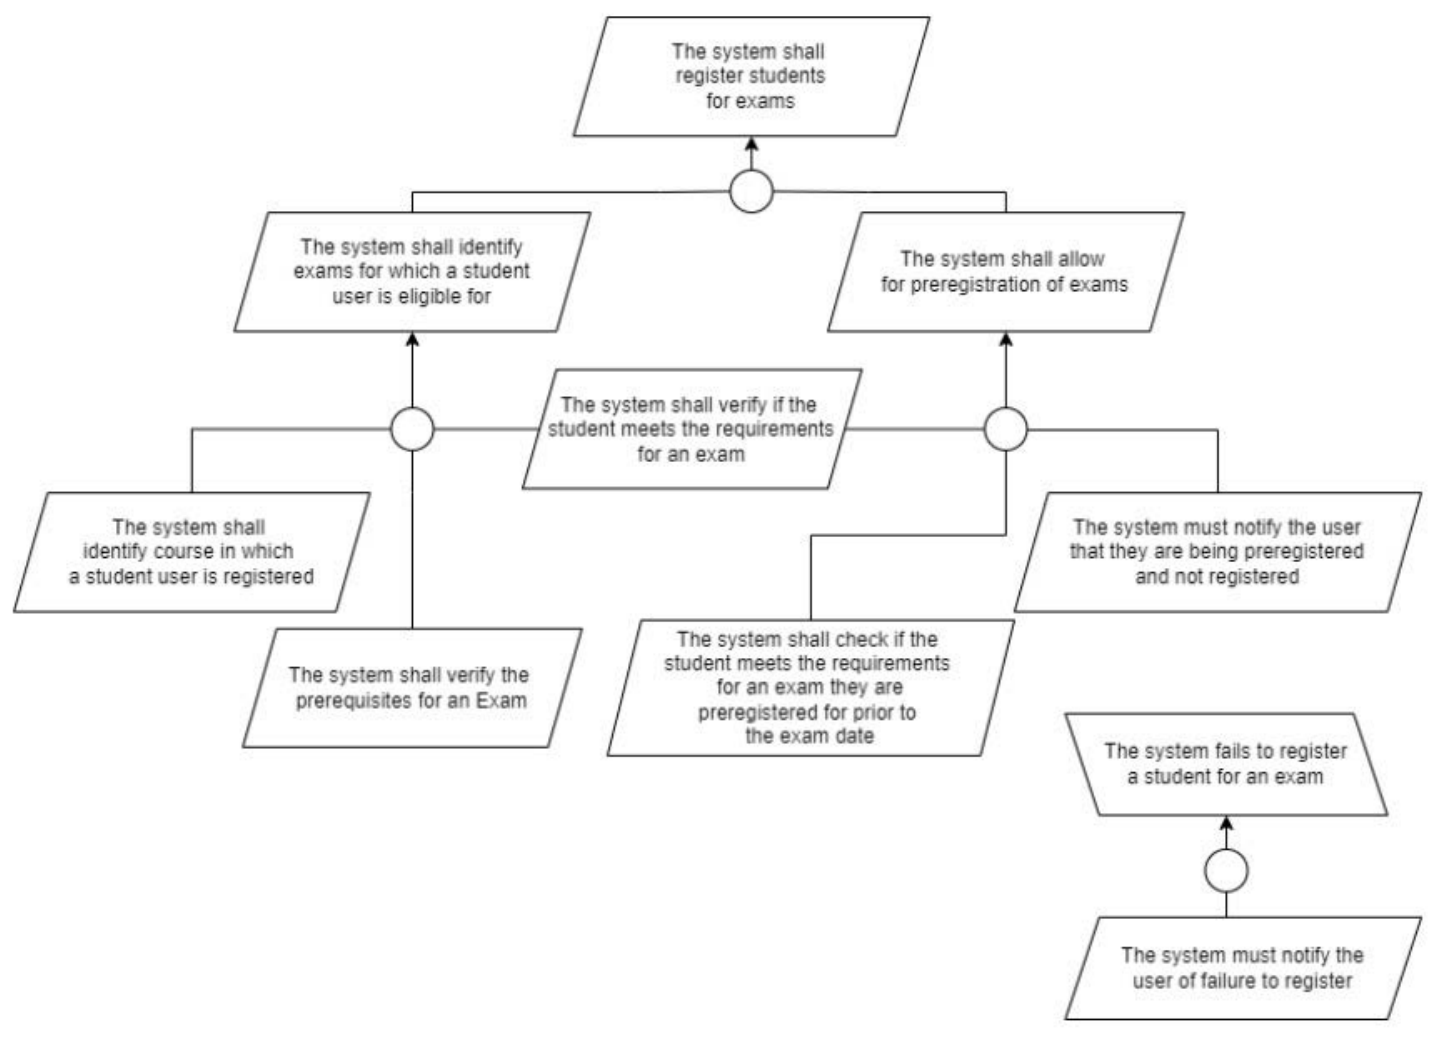 The system shall
register students
for exams
The system shall identify
exams for which a student
user is eligible for
The system shall allow
for preregistration of exams
The system shall verify if the
student meets the requirements
for an exam
The system shall
identify course in which
a student user is registered
The system must notify the user
that they are being preregistered
and not registered
The system shall verify the
prerequisites for an Exam
The system shall check if the
student meets the requirements
for an exam they are
preregistered for prior to
the exam date
The system fails to register
a student for an exam
The system must notify the
user of failure to register